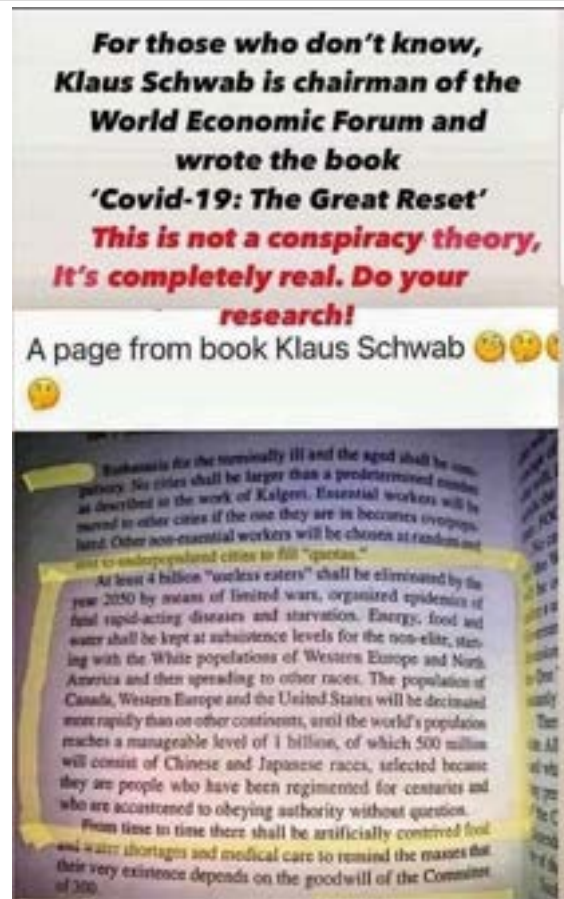 For those who don't know,
Klaus Schwab is chairman of the
World Economic Forum and
wrote the book
'Covid-19: The Great Reset'
This is not a conspiracy theory,
It's completely real. Do your
research!
A page from book Klaus Schwab 🧐🤔
🤔
Euthanasia for the terminally ill and the aged shall be com-
pulsory. No cities shall be larger than a predetermined number
as described in the work of Kalgeri. Essential workers will be
moved to other cities if the one they are in becomes overpopu-
lated. Other non-essential workers will be chosen at random and
sent to underpopulated cities to fill "quotas."
At least 4 billion "useless eaters" shall be eliminated by the
year 2050 by means of limited wars, organized epidemics of
fatal rapid-acting diseases and starvation. Energy, food and
water shall be kept at subsistence levels for the non-elite, start-
ing with the White populations of Western Europe and North
America and then spreading to other races. The population of
Canada, Western Europe and the United States will be decimated
more rapidly than on other continents, until the world's population
reaches a manageable level of 1 billion, of which 500 million
will consist of Chinese and Japanese races, selected because
they are people who have been regimented for centuries and
who are accustomed to obeying authority without question.
From time to time there shall be artificially contrived food
and water shortages and medical care to remind the masses that
their very existence depends on the goodwill of the Committee
of 300.